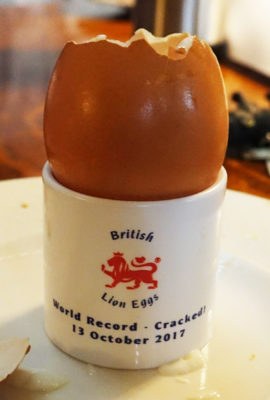 British
Lion Eggs
World Record - Cracked!
13 October 2017